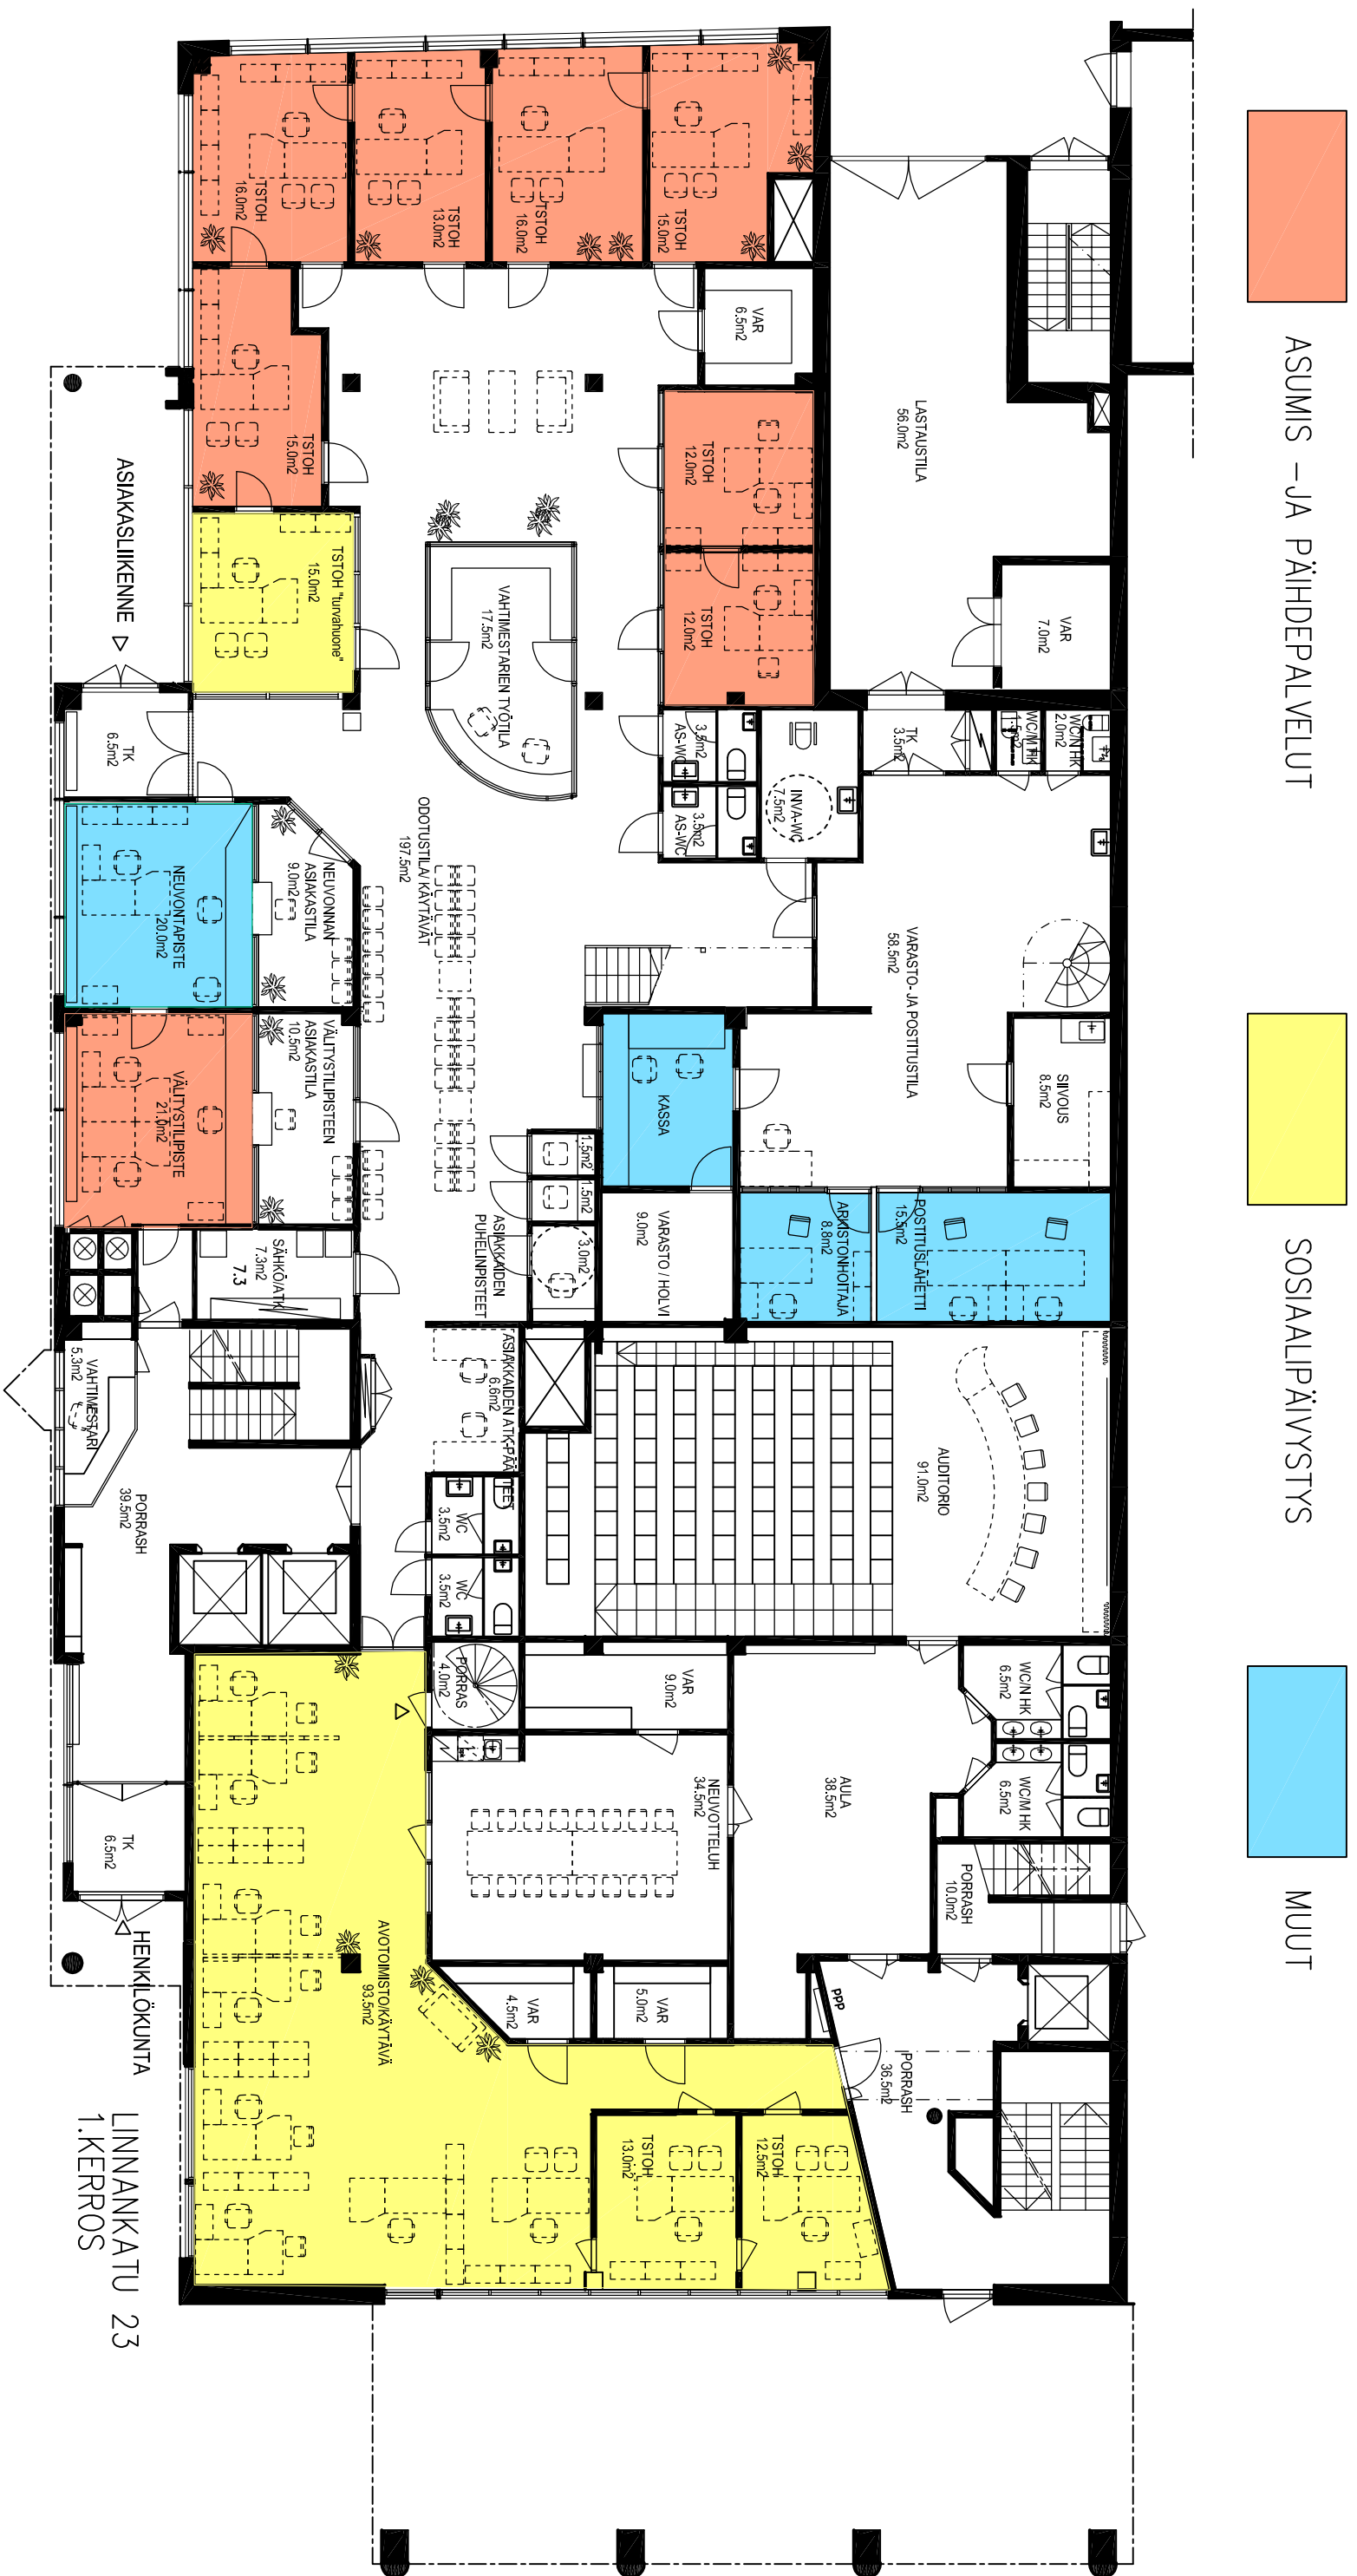 ASUMIS -JA PÄIHDEPALVELUT
SOSIAALIPÄIVYSTYS
MUUT
LASTAUSTILA
56.0m2
VAR
7.0m2
WC/N HK
2.0m2
WC/M HK
1.5m2
TK
3.5m2
VARASTO- JA POSTITUSTILA
58.5m2
SIIVOUS
8.5m2
POSTITUSLÄHETTI
15.5m2
ARKISTONHOITAJA
8.8m2
AUDITORIO
91.0m2
WC/N HK
6.5m2
WC/M HK
6.5m2
AULA
38.5m2
PORRASH
10.0m2
PPP
PORRASH
36.5m2
TSTOH
15.0m2
TSTOH
16.0m2
TSTOH
13.0m2
TSTOH
16.0m2
VAR
6.5m2
TSTOH
12.0m2
TSTOH
12.0m2
3.5m2
AS-WC
3.5m2
AS-WC
INVA-WC
7.5m2
KASSA
VARASTO / HOLVI
9.0m2
1.5m2
1.5m2
3.0m2
ASIAKKAIDEN
PUHELINPISTEET
ASIAKKAIDEN ATK-PÄÄTTEET
6.6m2
WC
3.5m2
WC
3.5m2
PORRAS
4.0m2
VAR
9.0m2
NEUVOTTELUH
34.5m2
VAR
4.5m2
VAR
5.0m2
TSTOH
13.0m2
TSTOH
12.5m2
VAHTIMESTARIEN TYÖTILA
17.5m2
ODOTUSTILA/ KÄYTÄVÄT
197.5m2
TSTOH
15.0m2
TSTOH "turvahuone"
15.0m2
NEUVONNAN
ASIAKASTILA
9.0m2
VÄLITYSTILIPISTEEN
ASIAKASTILA
10.5m2
SÄHKÖ/ATK
7.3m2
7.3
AVOTOIMISTO/KÄYTÄVÄ
93.5m2
ASIAKASLIIKENNE
TK
6.5m2
NEUVONTAPISTE
20.0m2
VÄLITYSTILIPISTE
21.0m2
VAHTIMESTARI
5.3m2
PORRASH
39.5m2
TK
6.5m2
HENKILÖKUNTA
LINNANKATU 23
1.KERROS